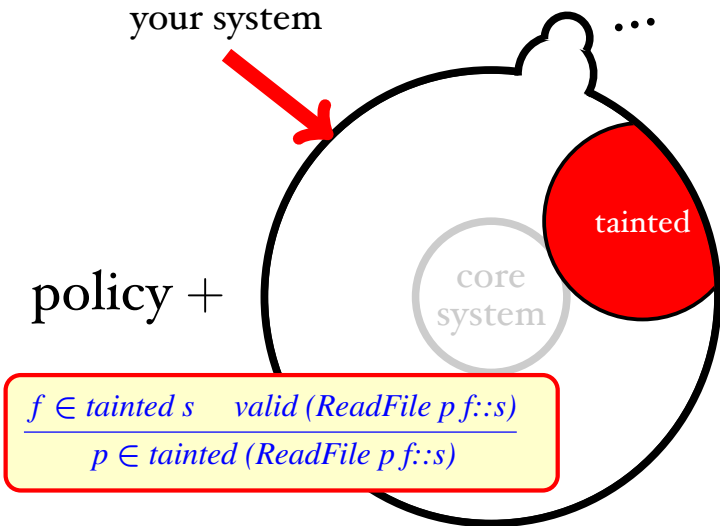 your system
...
tainted
core
system
policy +
f ∈ tainted s valid (ReadFile p f::s)
p ∈ tainted (ReadFile p f::s)